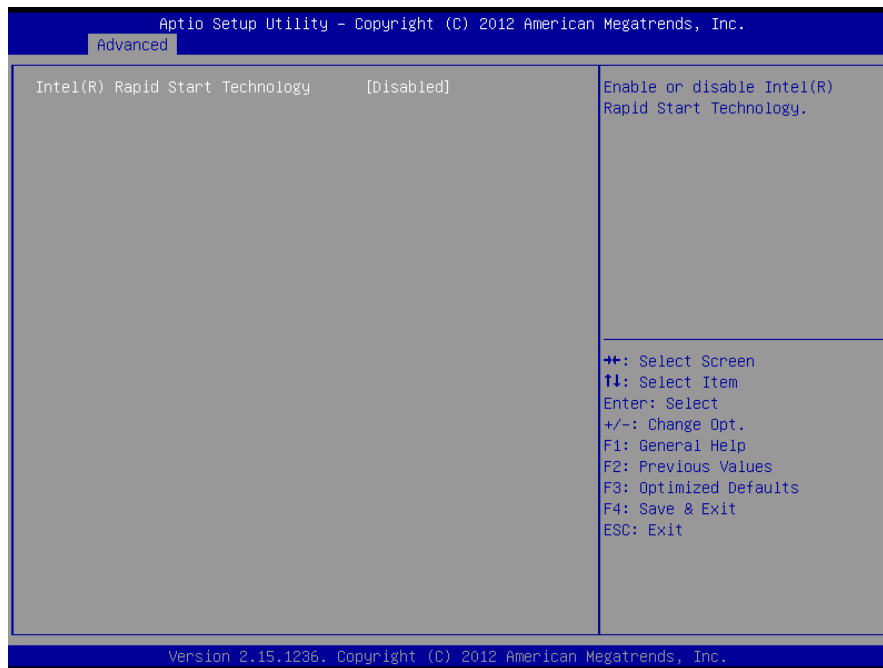 Aptio Setup Utility – Copyright (C) 2012 American Megatrends, Inc.
Advanced
Intel(R) Rapid Start Technology [Disabled]
Enable or disable Intel(R)
Rapid Start Technology.
→←: Select Screen
↑↓: Select Item
Enter: Select
+/-: Change Opt.
F1: General Help
F2: Previous Values
F3: Optimized Defaults
F4: Save & Exit
ESC: Exit
Version 2.15.1236. Copyright (C) 2012 American Megatrends, Inc.